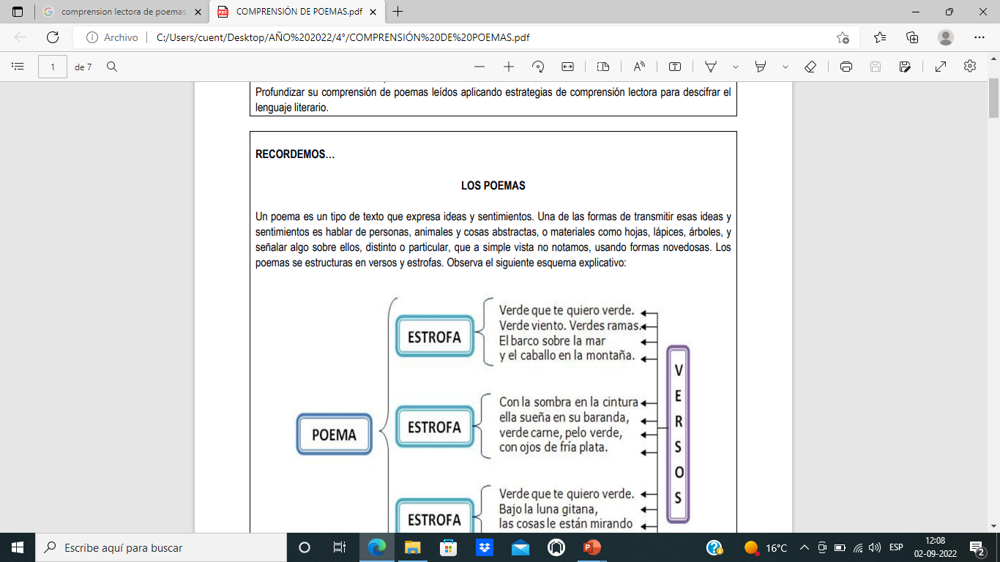 comprension lectora de poemas
COMPRENSIÓN DE POEMAS.pdf
Archivo
C:/Users/cuent/Desktop/AÑO%202022/4°/COMPRENSIÓN%20DE%20POEMAS.pdf
1 de 7
Profundizar su comprensión de poemas leídos aplicando estrategias de comprensión lectora para descifrar el
lenguaje literario.
RECORDEMOS…
LOS POEMAS
Un poema es un tipo de texto que expresa ideas y sentimientos. Una de las formas de transmitir esas ideas y
sentimientos es hablar de personas, animales y cosas abstractas, o materiales como hojas, lápices, árboles, y
señalar algo sobre ellos, distinto o particular, que a simple vista no notamos, usando formas novedosas. Los
poemas se estructuras en versos y estrofas. Observa el siguiente esquema explicativo:
POEMA
ESTROFA
Verde que te quiero verde.
Verde viento. Verdes ramas.
El barco sobre la mar
y el caballo en la montaña.
ESTROFA
Con la sombra en la cintura
ella sueña en su baranda,
verde carne, pelo verde,
con ojos de fría plata.
ESTROFA
Verde que te quiero verde.
Bajo la luna gitana,
las cosas le están mirando
VERSOS
Escribe aquí para buscar
16°C
ESP
12:08
02-09-2022
2